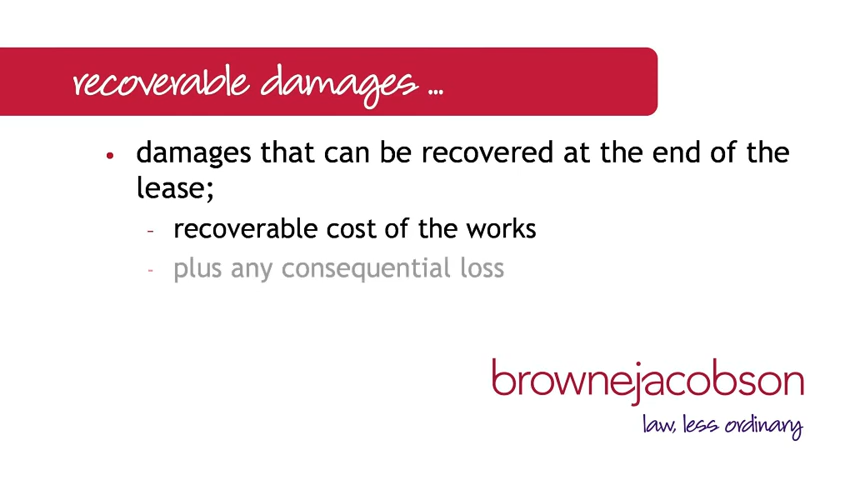 recoverable damages ...
• damages that can be recovered at the end of the
lease;
- recoverable cost of the works
- plus any consequential loss
brownejacobson
law, less ordinary